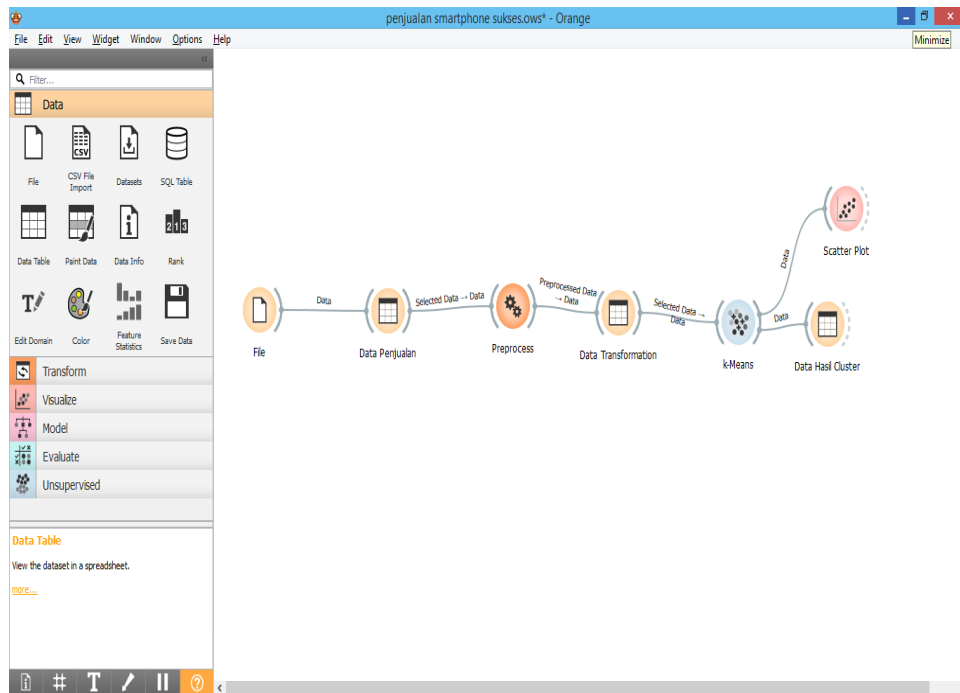 penjualan smartphone sukses.ows* - Orange
File Edit View Widget Window Options Help
Minimize
Filter...
Data
File
CSV File
Import
Datasets
SQL Table
Data Table
Paint Data
Data Info
Rank
Edit Domain
Color
Feature
Statistics
Save Data
Transform
Visualize
Model
Evaluate
Unsupervised
Data Table
View the dataset in a spreadsheet.
more...
File
Data
Data Penjualan
Selected Data → Data
Preprocess
Preprocessed Data
→ Data
Data Transformation
Selected Data →
Data
k-Means
Data
Scatter Plot
Data
Data Hasil Cluster